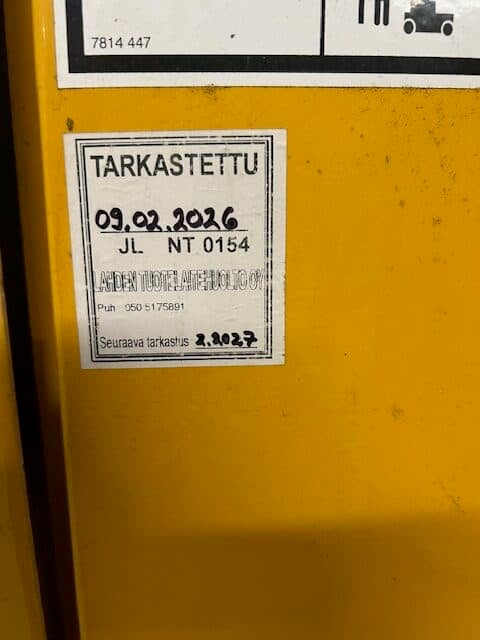 7814 447
TARKASTETTU
09.02.2026
JL NT 0154
LAHDEN TUOTELAITEHUOLTO OY
Puh 050 5175891
Seuraava tarkastus 2.2027